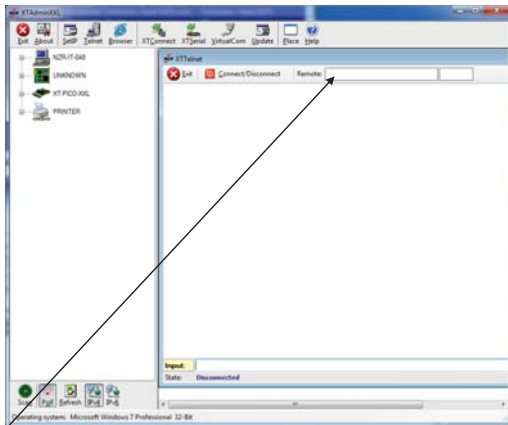 XTAdminXXL
Exit About SetIP Telnet Browser XTConnect XTSerial VirtualCom Update Place Help
NZR-IT-048
UNKNOWN
XT-PICO-XXL
PRINTER
XTTelnet
Exit Connect/Disconnect Remote:
Input:
State: Disconnected
Scan Poll Refresh IPv4 IPv6
Operating system: Microsoft Windows 7 Professional 32-Bit